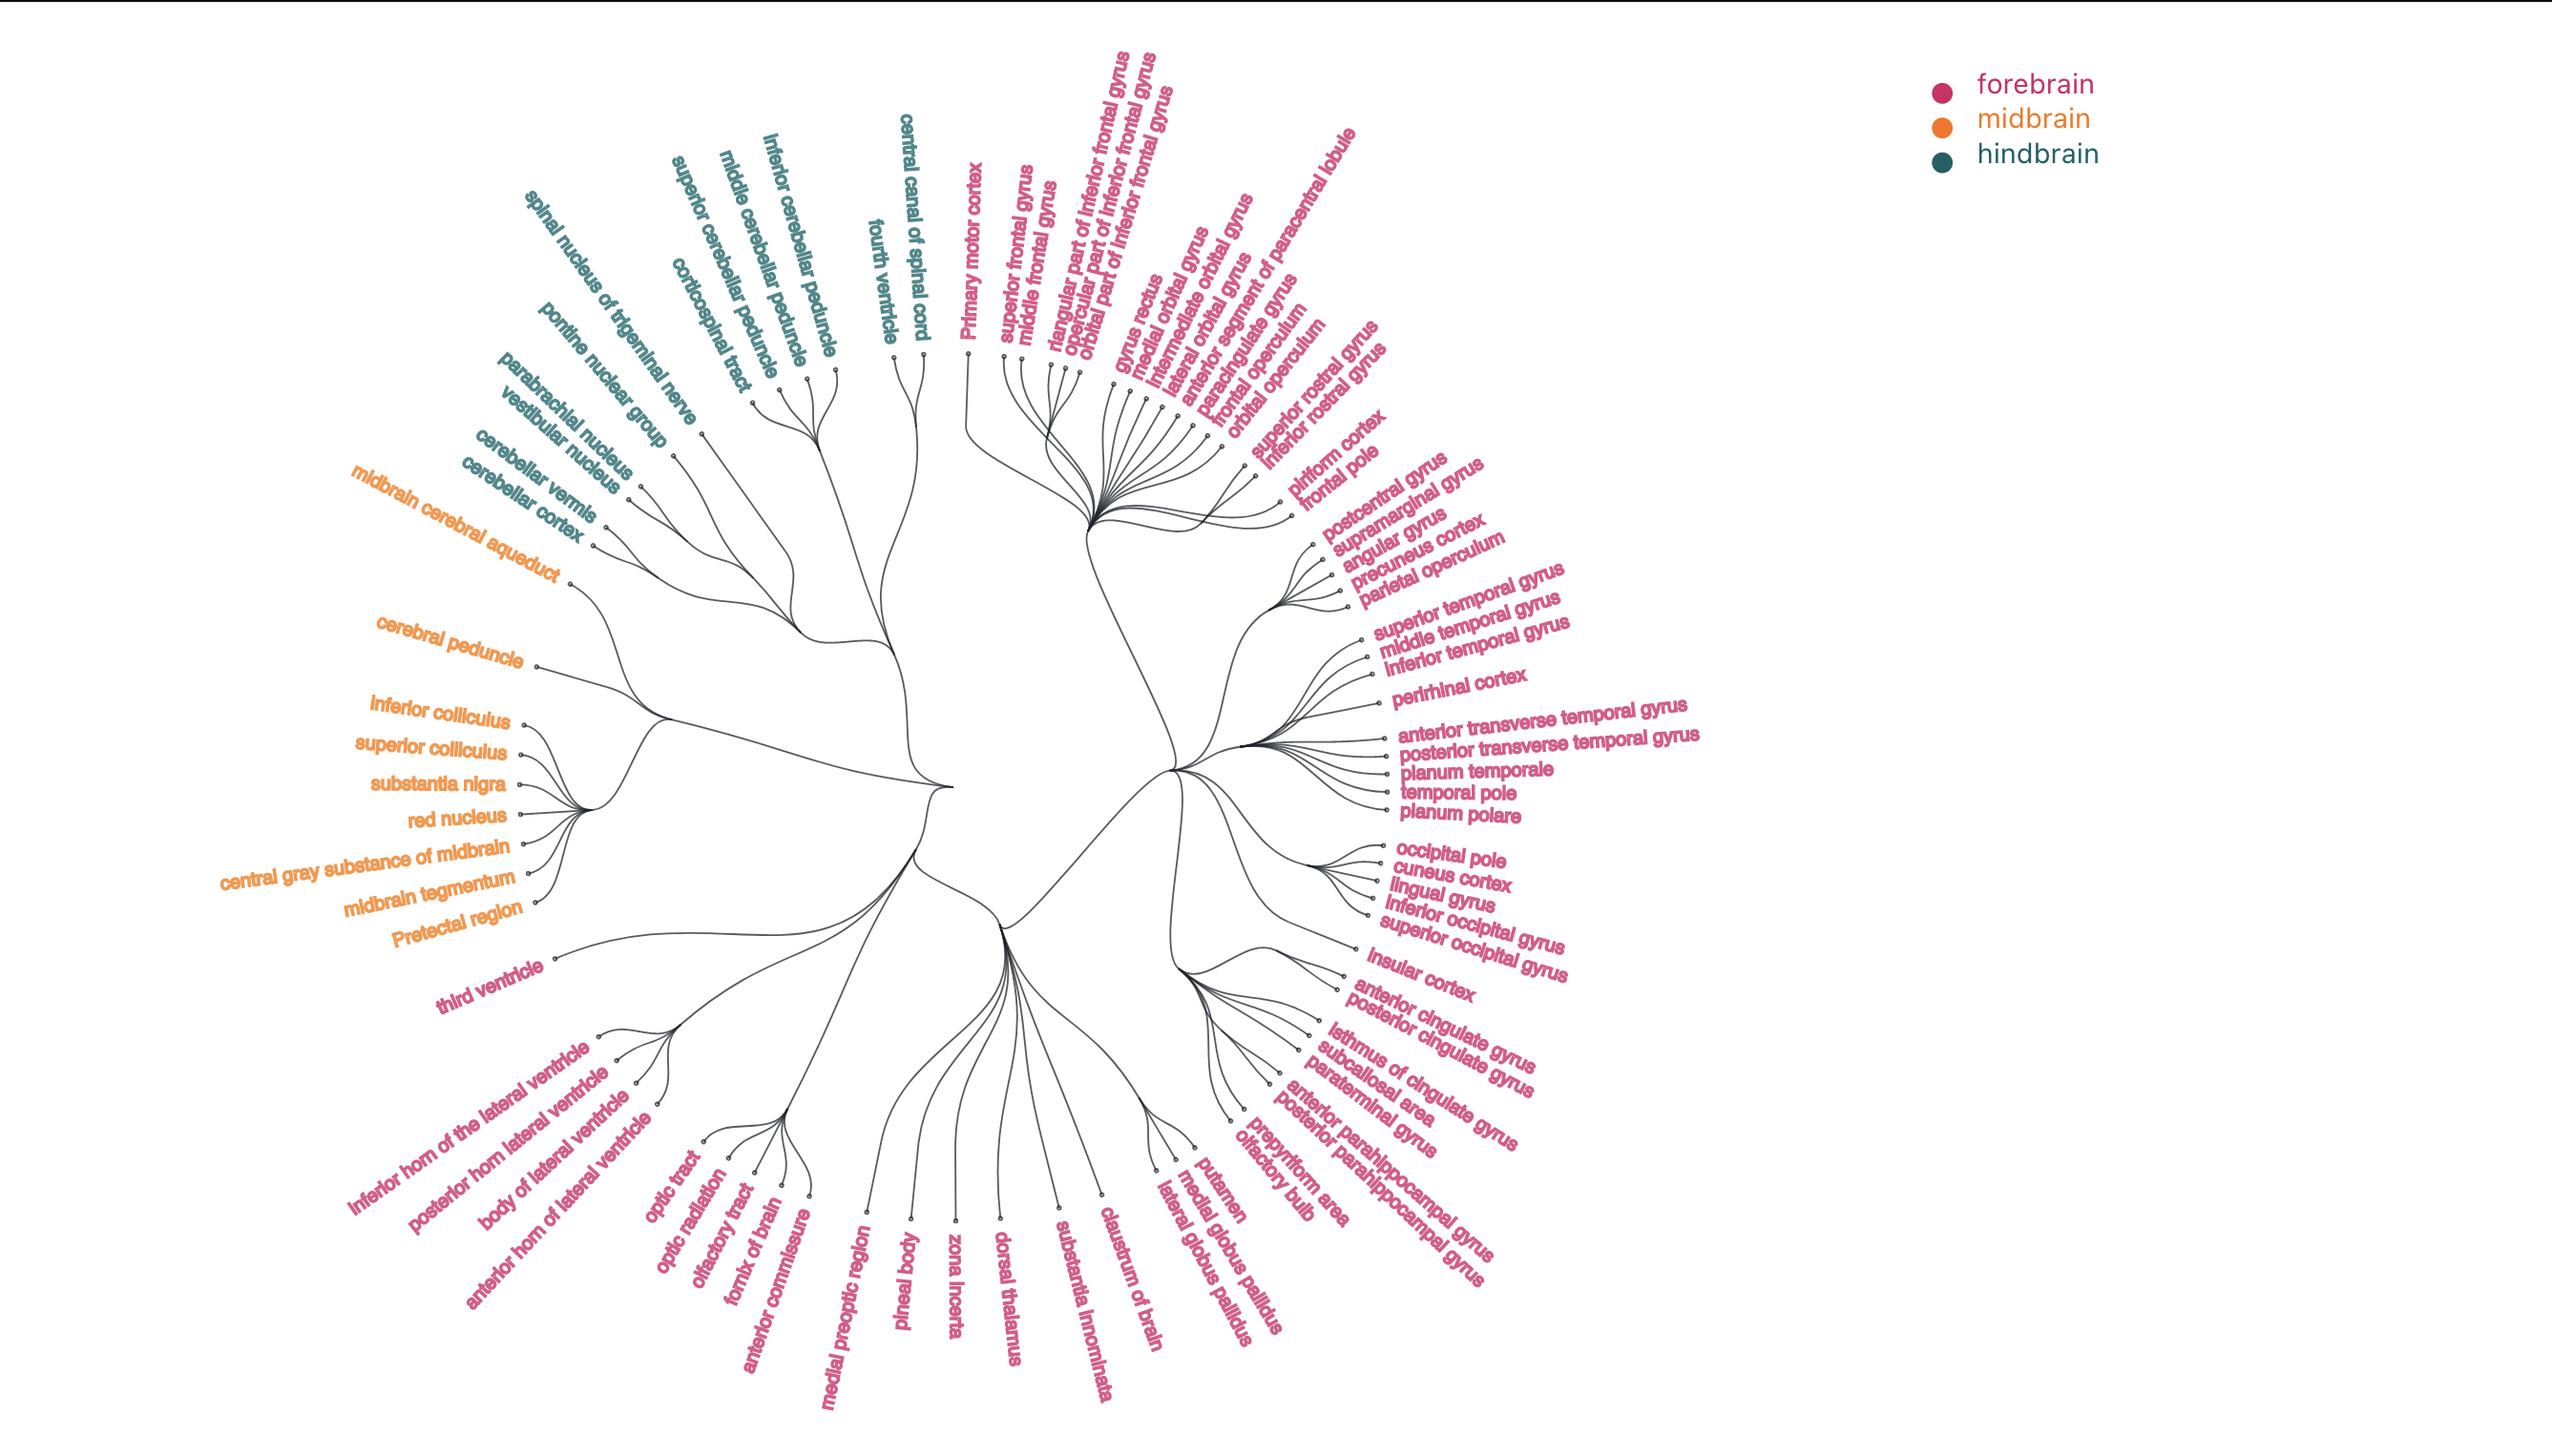 forebrain
midbrain
hindbrain
Primary motor cortex
superior frontal gyrus
middle frontal gyrus
riangular part of inferior frontal gyrus
opercular part of inferior frontal gyrus
orbital part of inferior frontal gyrus
gyrus rectus
medial orbital gyrus
intermediate orbital gyrus
lateral orbital gyrus
anterior segment of paracentral lobule
paracingulate gyrus
frontal operculum
orbital operculum
superior rostral gyrus
inferior rostral gyrus
piriform cortex
frontal pole
postcentral gyrus
supramarginal gyrus
angular gyrus
precuneus cortex
parietal operculum
superior temporal gyrus
middle temporal gyrus
inferior temporal gyrus
perirhinal cortex
anterior transverse temporal gyrus
posterior transverse temporal gyrus
planum temporale
temporal pole
planum polare
occipital pole
cuneus cortex
lingual gyrus
inferior occipital gyrus
superior occipital gyrus
insular cortex
anterior cingulate gyrus
posterior cingulate gyrus
isthmus of cingulate gyrus
subcallosal area
paraterminal gyrus
anterior parahippocampal gyrus
posterior parahippocampal gyrus
prepyriform area
olfactory bulb
putamen
medial globus pallidus
lateral globus pallidus
claustrum of brain
substantia innominata
dorsal thalamus
zona incerta
pineal body
medial preoptic region
anterior commissure
fornix of brain
olfactory tract
optic radiation
optic tract
anterior horn of lateral ventricle
body of lateral ventricle
posterior horn lateral ventricle
inferior horn of the lateral ventricle
third ventricle
Pretectal region
midbrain tegmentum
central gray substance of midbrain
red nucleus
substantia nigra
superior colliculus
inferior colliculus
cerebral peduncle
midbrain cerebral aqueduct
cerebellar cortex
cerebellar vermis
vestibular nucleus
parabrachial nucleus
pontine nuclear group
spinal nucleus of trigeminal nerve
corticospinal tract
superior cerebellar peduncle
middle cerebellar peduncle
inferior cerebellar peduncle
fourth ventricle
central canal of spinal cord